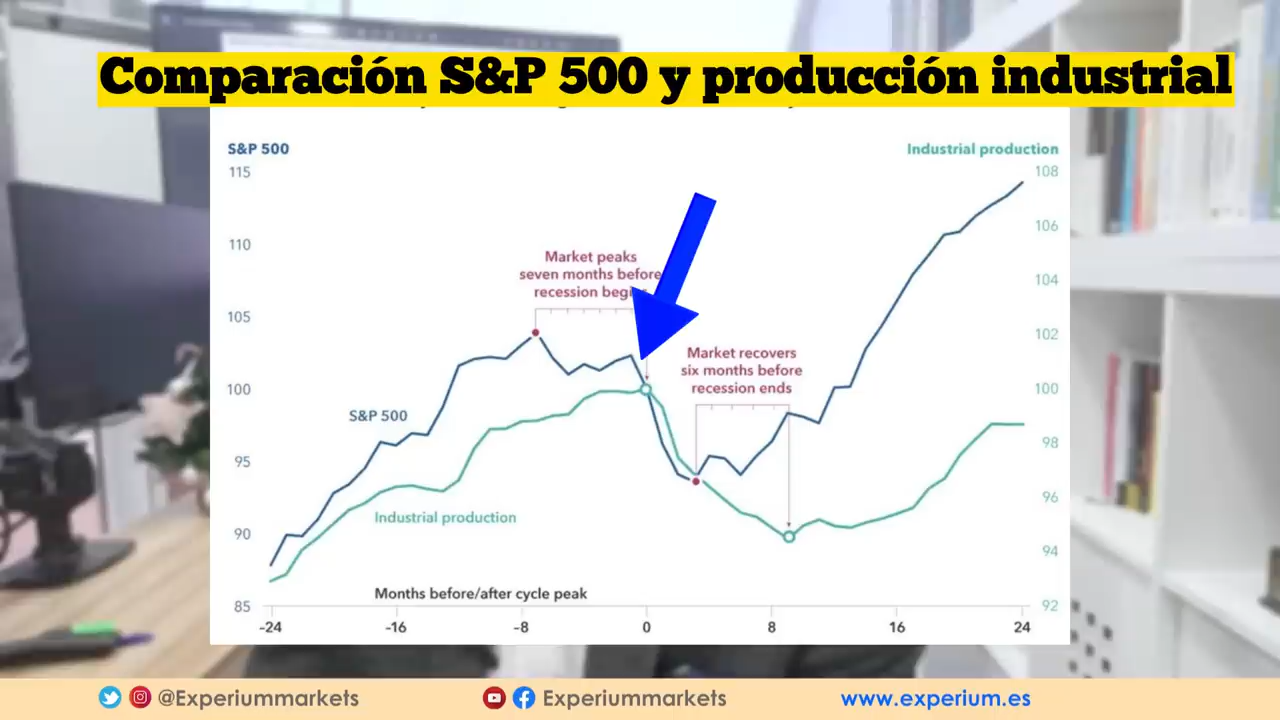 Comparación S&P 500 y producción industrial
S&P 500
Industrial production
115
108
110
106
105
104
100
102
95
100
90
98
85
96
94
92
Market peaks
seven months before
recession
Market recovers
six months before
recession ends
S&P 500
Industrial production
Months before/after cycle peak
-24
-16
-8
0
8
16
24
@Experiummarkets
Experiummarkets
www.experium.es